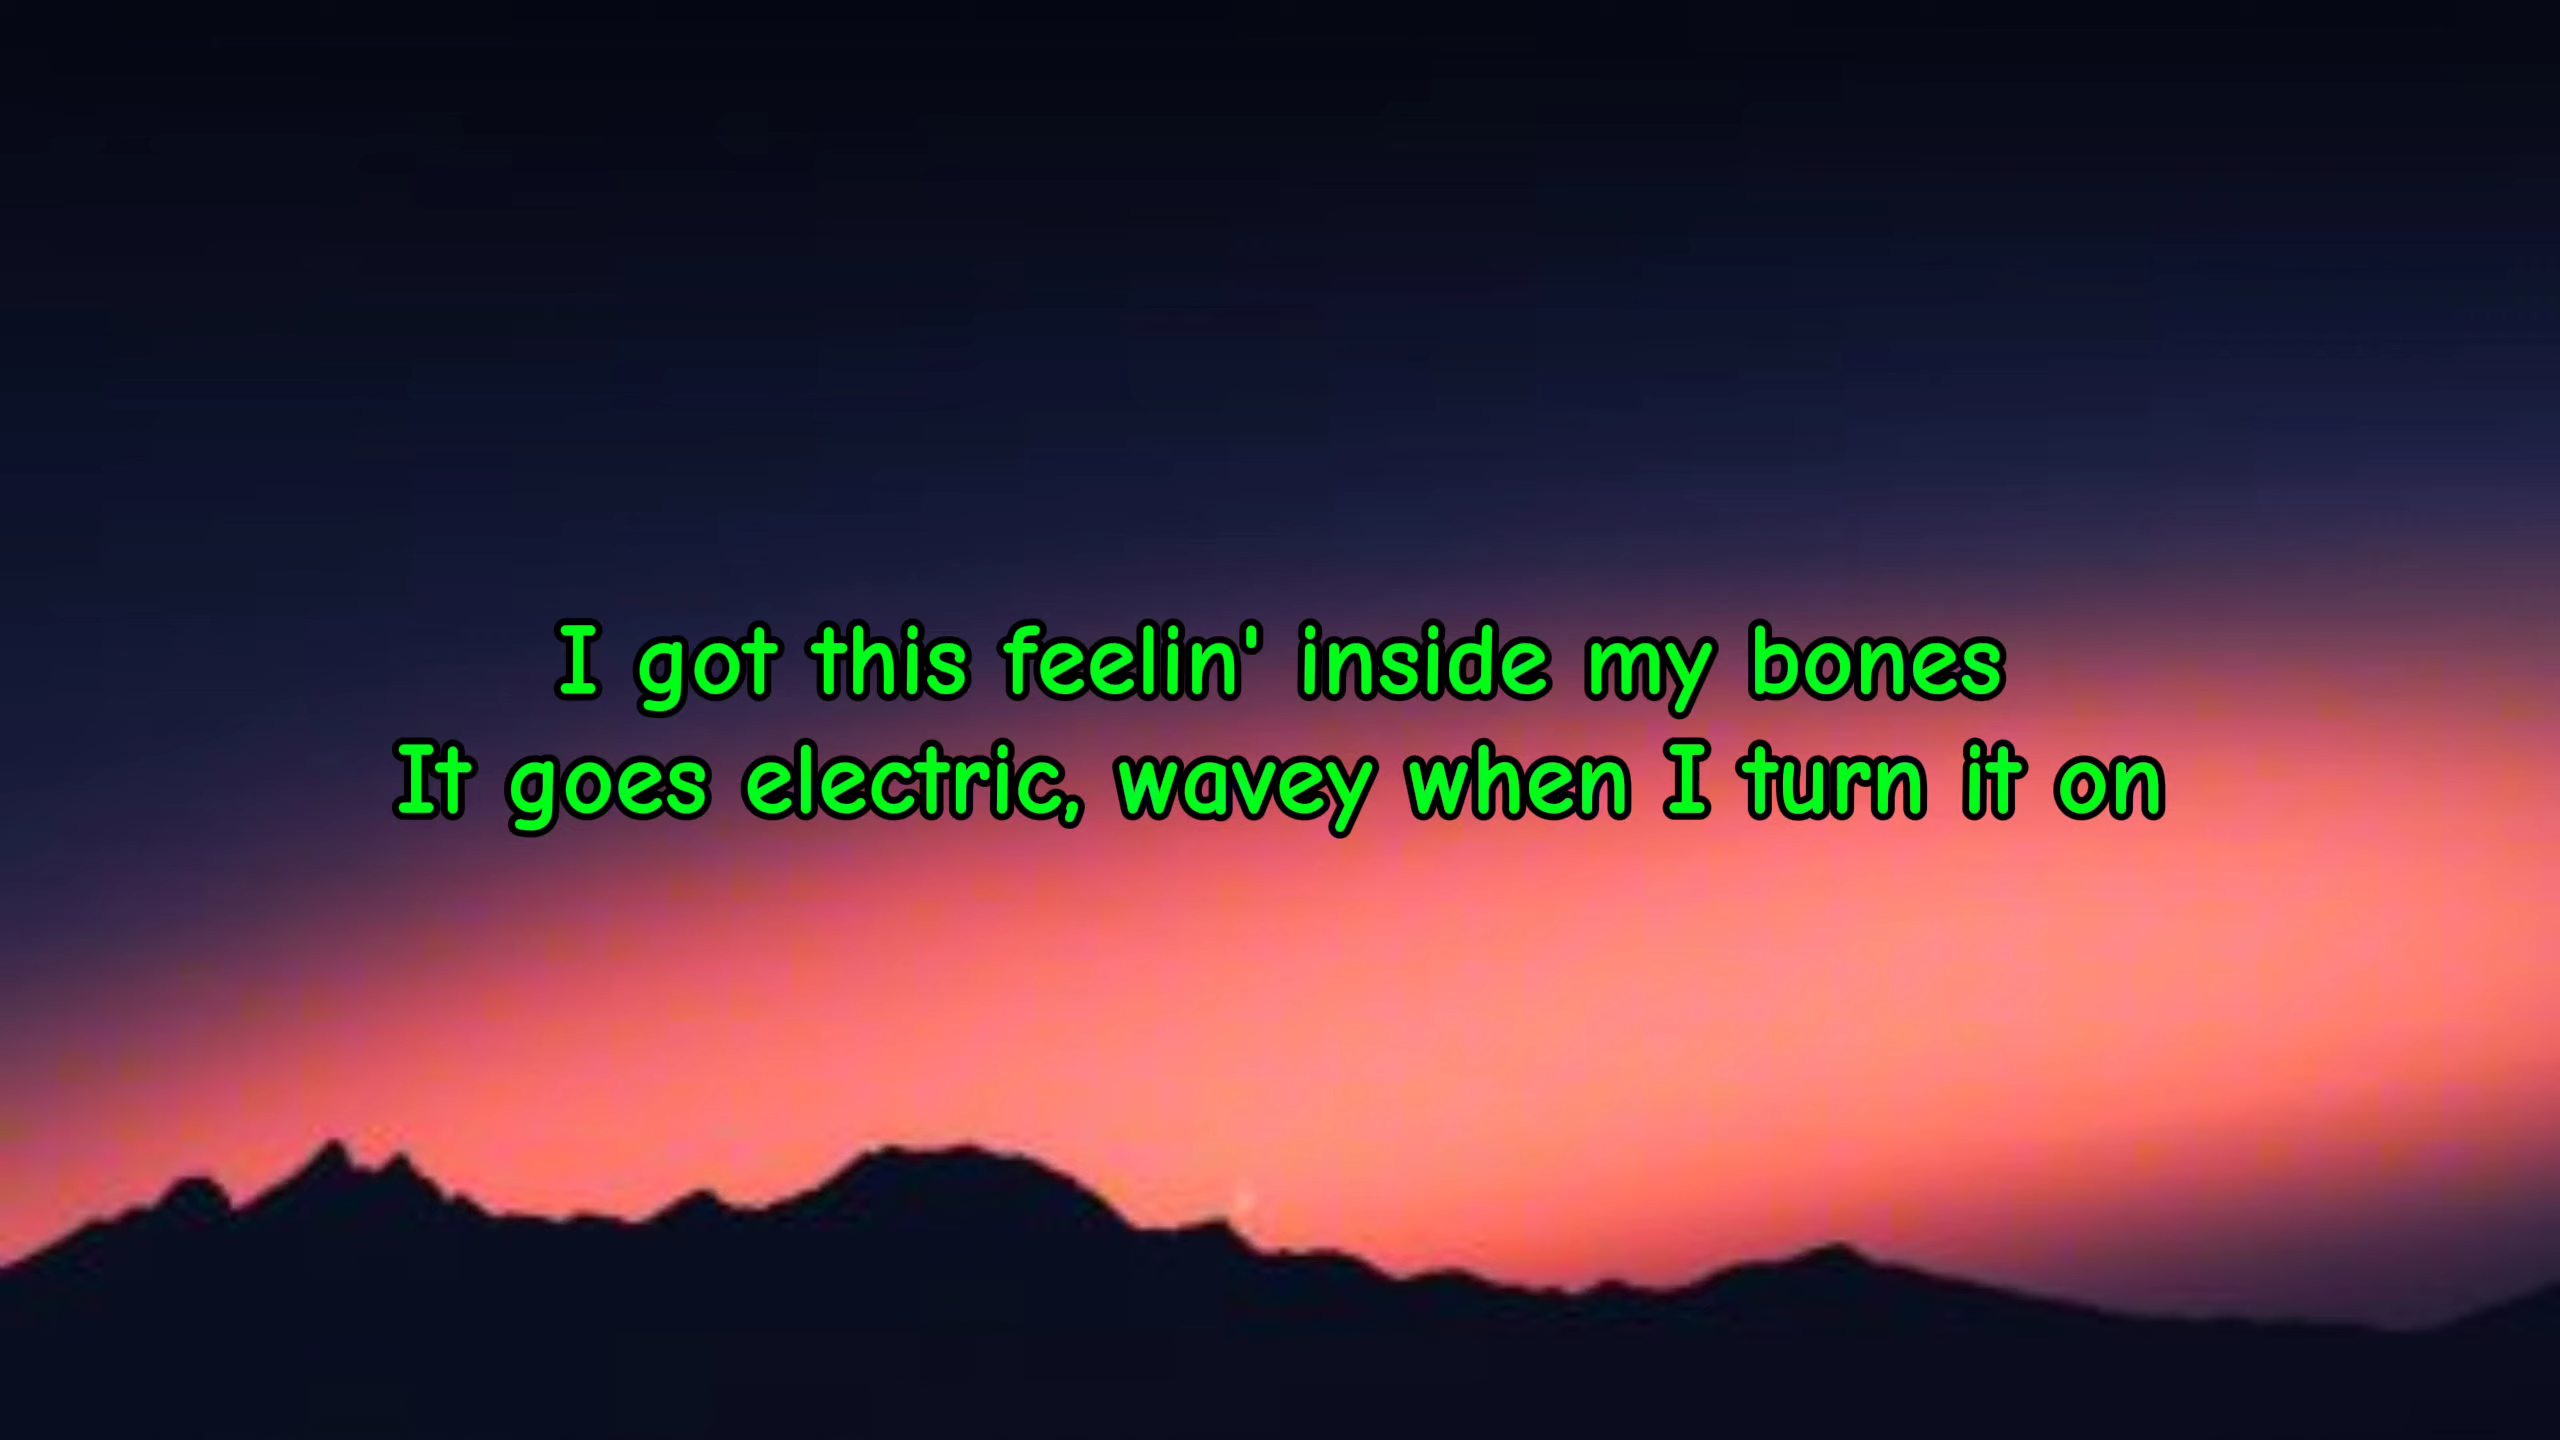 I got this feelin' inside my bones
It goes electric, wavey when I turn it on